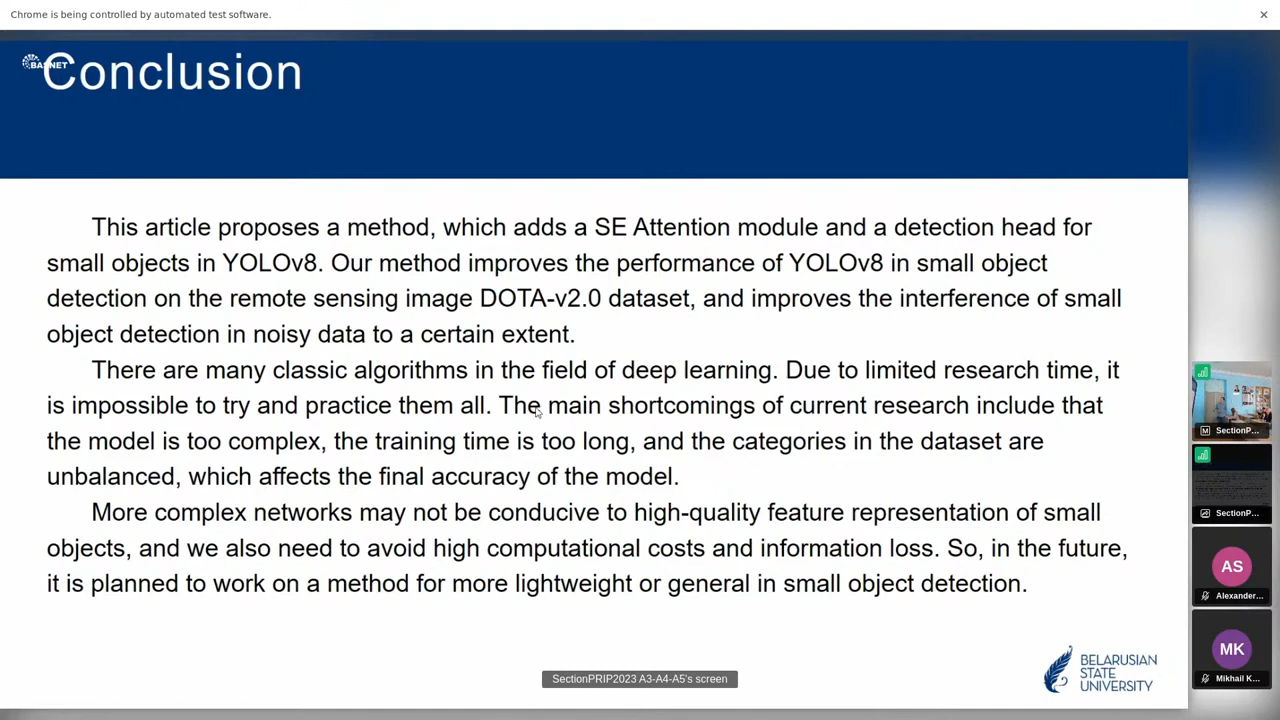 Chrome is being controlled by automated test software.
BASNET
Conclusion
This article proposes a method, which adds a SE Attention module and a detection head for
small objects in YOLOv8. Our method improves the performance of YOLOv8 in small object
detection on the remote sensing image DOTA-v2.0 dataset, and improves the interference of small
object detection in noisy data to a certain extent.
There are many classic algorithms in the field of deep learning. Due to limited research time, it
is impossible to try and practice them all. The main shortcomings of current research include that
the model is too complex, the training time is too long, and the categories in the dataset are
unbalanced, which affects the final accuracy of the model.
More complex networks may not be conducive to high-quality feature representation of small
objects, and we also need to avoid high computational costs and information loss. So, in the future,
it is planned to work on a method for more lightweight or general in small object detection.
BELARUSIAN
STATE
UNIVERSITY
SectionPRIP2023 A3-A4-A5's screen
M SectionP...
SectionP...
AS
Alexander...
MK
Mikhail K...